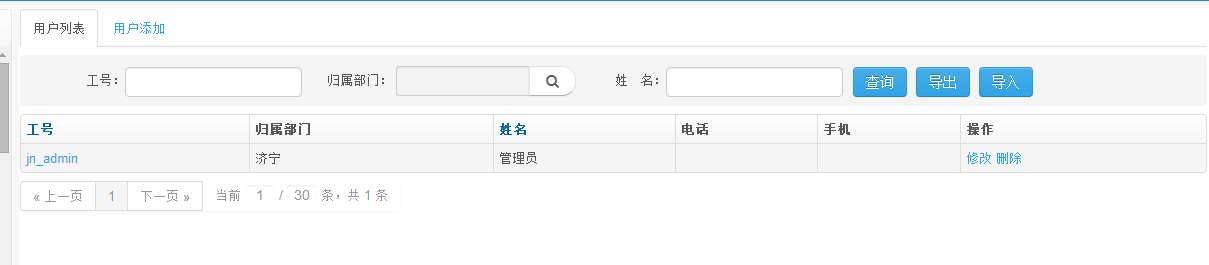 用户列表 用户添加
工号: 归属部门: 姓 名: 查询 导出 导入
工号 归属部门 姓名 电话 手机 操作
jn_admin 济宁 管理员 修改 删除
« 上一页 1 下一页 » 当前 1 / 30 条，共 1 条